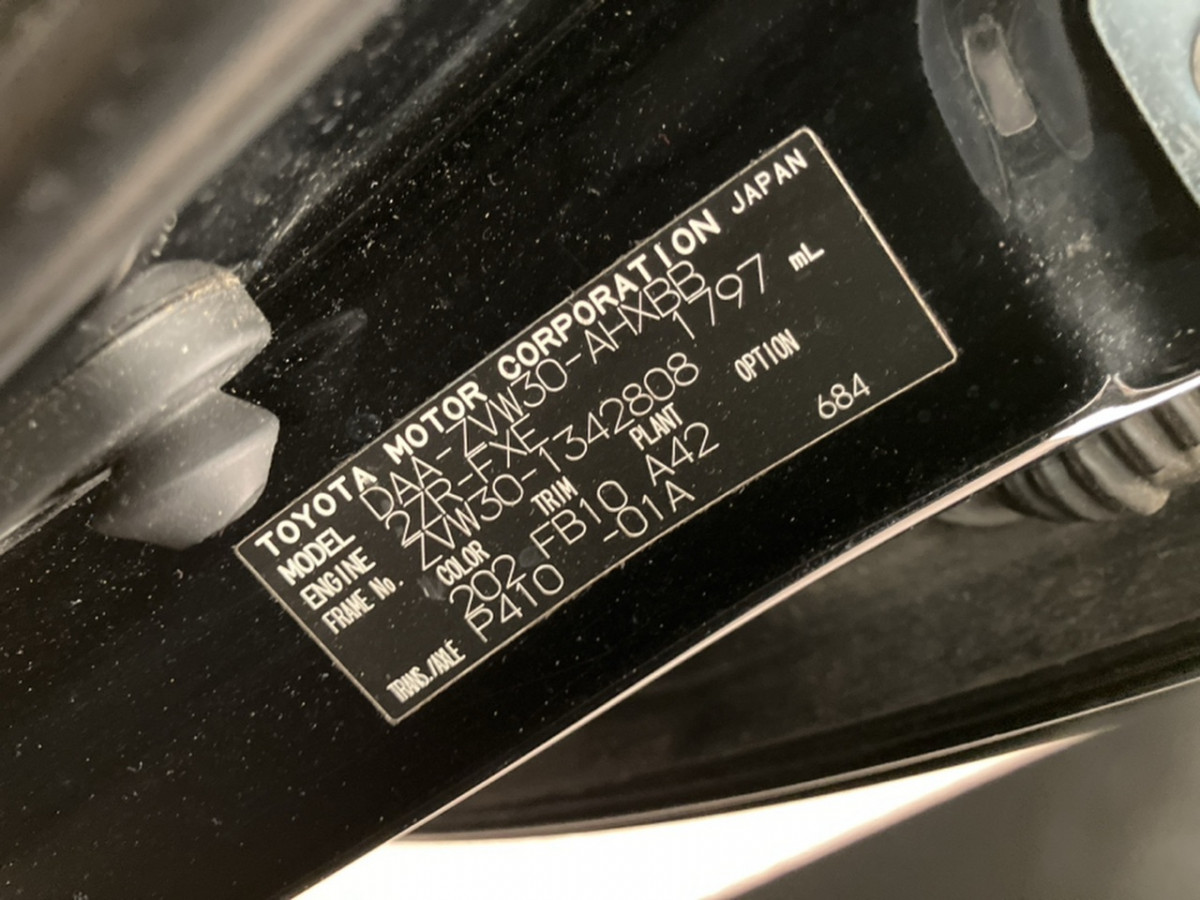 TOYOTA MOTOR CORPORATION JAPAN
MODEL DAA-ZVW30-AHXBB
ENGINE 2ZR-FXE 1797 mL
FRAME No. ZVW30-1342808
COLOR TRIM PLANT OPTION
202 FB10 A42
TRANS./AXLE P410 -01A 684